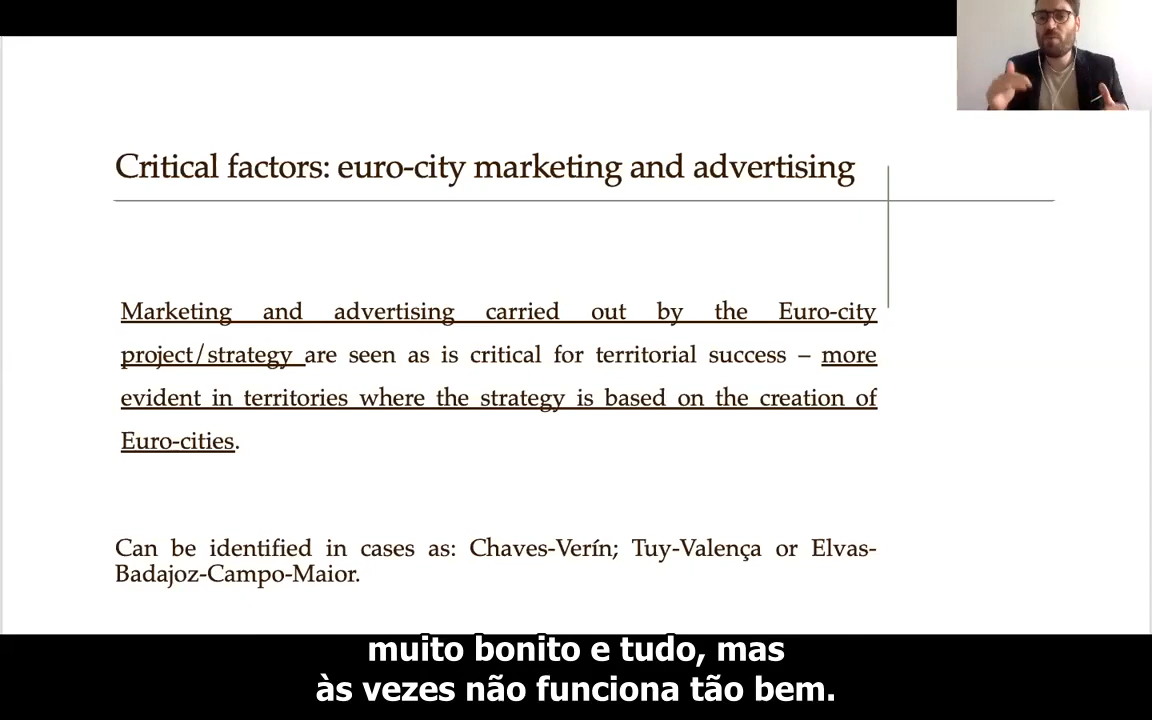 Critical factors: euro-city marketing and advertising
Marketing and advertising carried out by the Euro-city
project/strategy are seen as is critical for territorial success – more
evident in territories where the strategy is based on the creation of
Euro-cities.
Can be identified in cases as: Chaves-Verín; Tuy-Valença or Elvas-
Badajoz-Campo-Maior.
muito bonito e tudo, mas
às vezes não funciona tão bem.